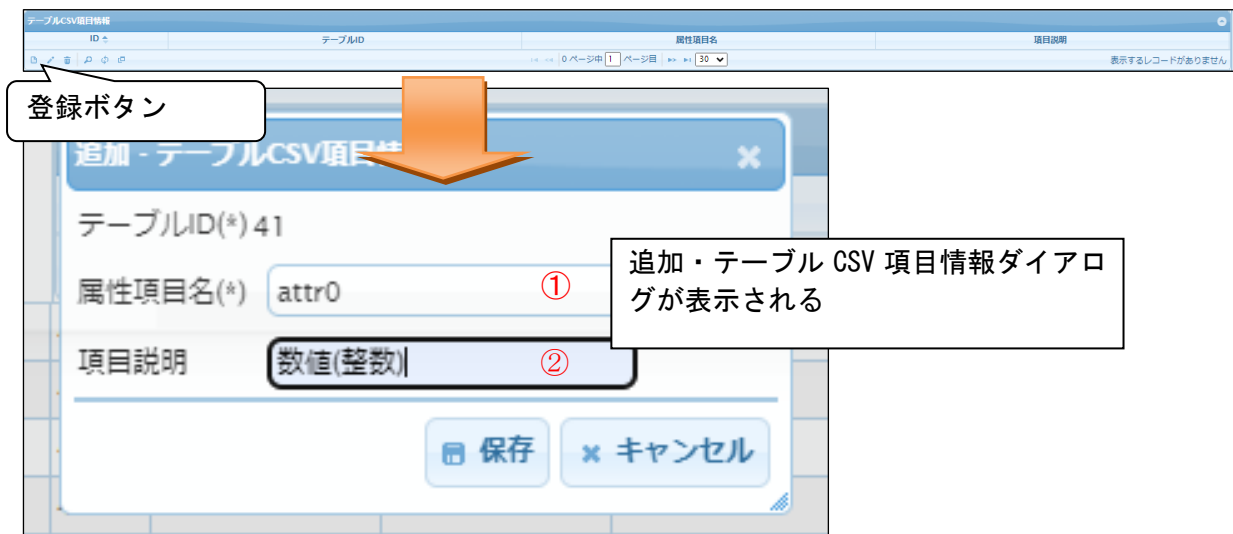 テーブルCSV項目情報
ID テーブルID 属性項目名 項目説明
0 ページ中 1 ページ目 30 表示するレコードがありません
登録ボタン
追加 - テーブルCSV項目情
テーブルID(*) 41
追加・テーブル CSV 項目情報ダイアロ
グが表示される
属性項目名(*) attr0 ①
項目説明 数値(整数) ②
保存 キャンセル